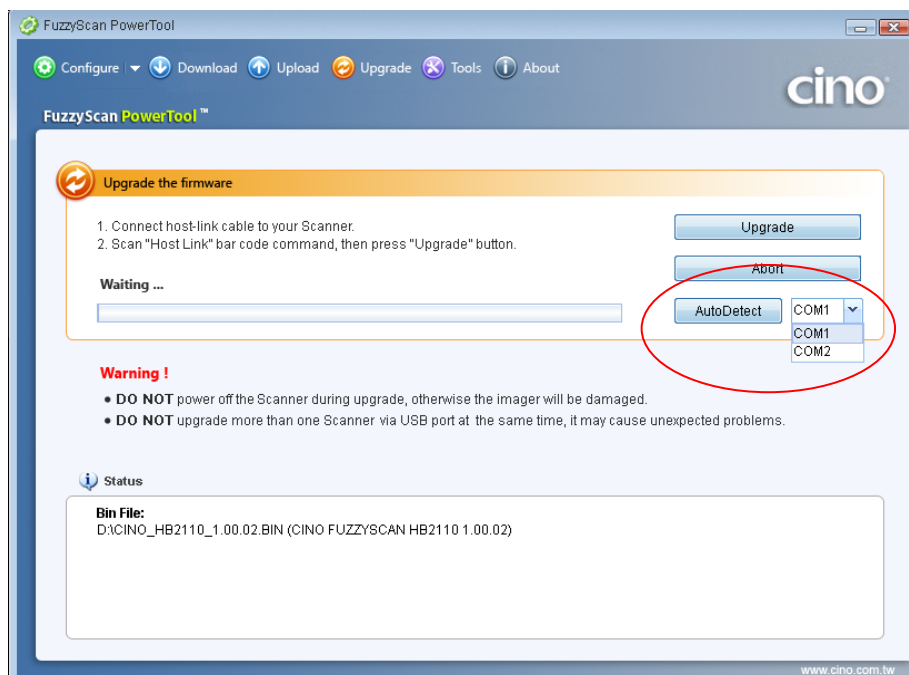 FuzzyScan PowerTool
Configure Download Upload Upgrade Tools About
cino
FuzzyScan PowerTool ™
Upgrade the firmware
1. Connect host-link cable to your Scanner.
2. Scan "Host Link" bar code command, then press "Upgrade" button.
Upgrade
Abort
Waiting ...
AutoDetect COM1
COM1
COM2
Warning !
• DO NOT power off the Scanner during upgrade, otherwise the imager will be damaged.
• DO NOT upgrade more than one Scanner via USB port at the same time, it may cause unexpected problems.
Status
Bin File:
D:\CINO_HB2110_1.00.02.BIN (CINO FUZZYSCAN HB2110 1.00.02)
www.cino.com.tw